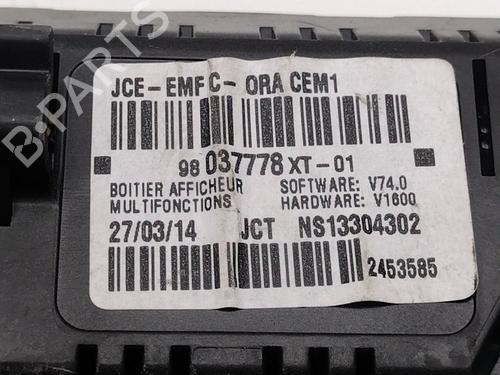 JCE-EMF C- ORA CEM1
98 037778 XT-01
BOITIER AFFICHEUR SOFTWARE: V74.0
MULTIFONCTIONS HARDWARE: V1600
27/03/14 JCT NS13304302
2453585
B-PARTS